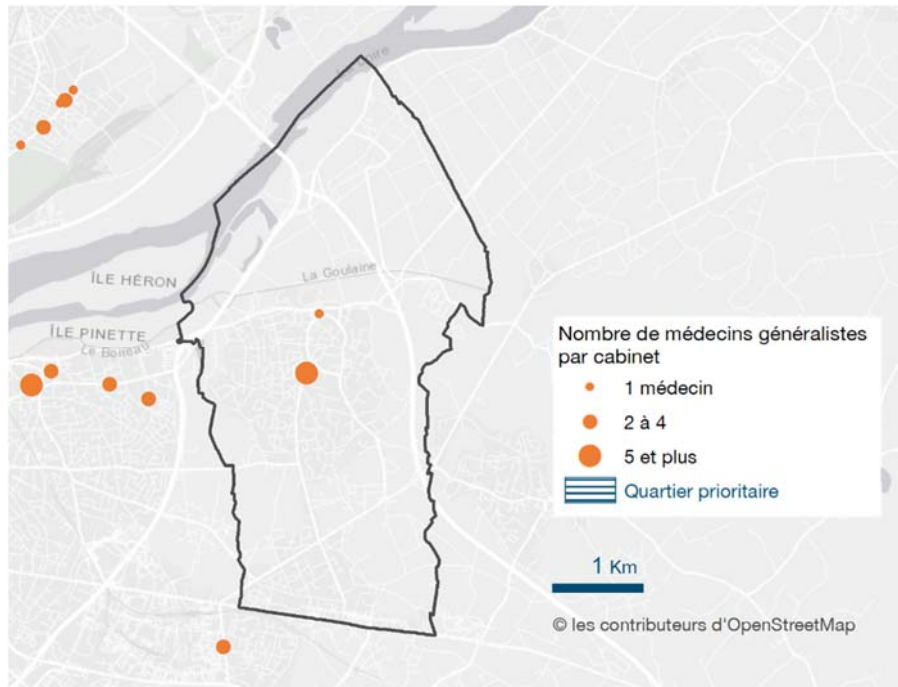 La Loire
ÎLE HÉRON
La Goulaine
ÎLE PINETTE
Le Boireau
Nombre de médecins généralistes
par cabinet
1 médecin
2 à 4
5 et plus
Quartier prioritaire
1 Km
© les contributeurs d'OpenStreetMap